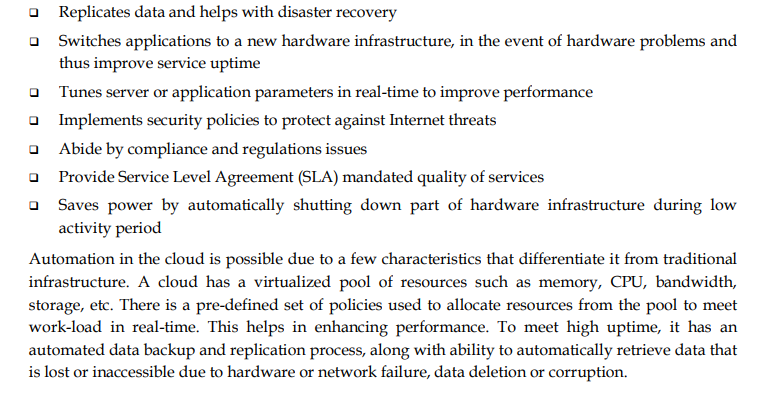 ❑ Replicates data and helps with disaster recovery
❑ Switches applications to a new hardware infrastructure, in the event of hardware problems and
thus improve service uptime
❑ Tunes server or application parameters in real-time to improve performance
❑ Implements security policies to protect against Internet threats
❑ Abide by compliance and regulations issues
❑ Provide Service Level Agreement (SLA) mandated quality of services
❑ Saves power by automatically shutting down part of hardware infrastructure during low
activity period
Automation in the cloud is possible due to a few characteristics that differentiate it from traditional
infrastructure. A cloud has a virtualized pool of resources such as memory, CPU, bandwidth,
storage, etc. There is a pre-defined set of policies used to allocate resources from the pool to meet
work-load in real-time. This helps in enhancing performance. To meet high uptime, it has an
automated data backup and replication process, along with ability to automatically retrieve data that
is lost or inaccessible due to hardware or network failure, data deletion or corruption.